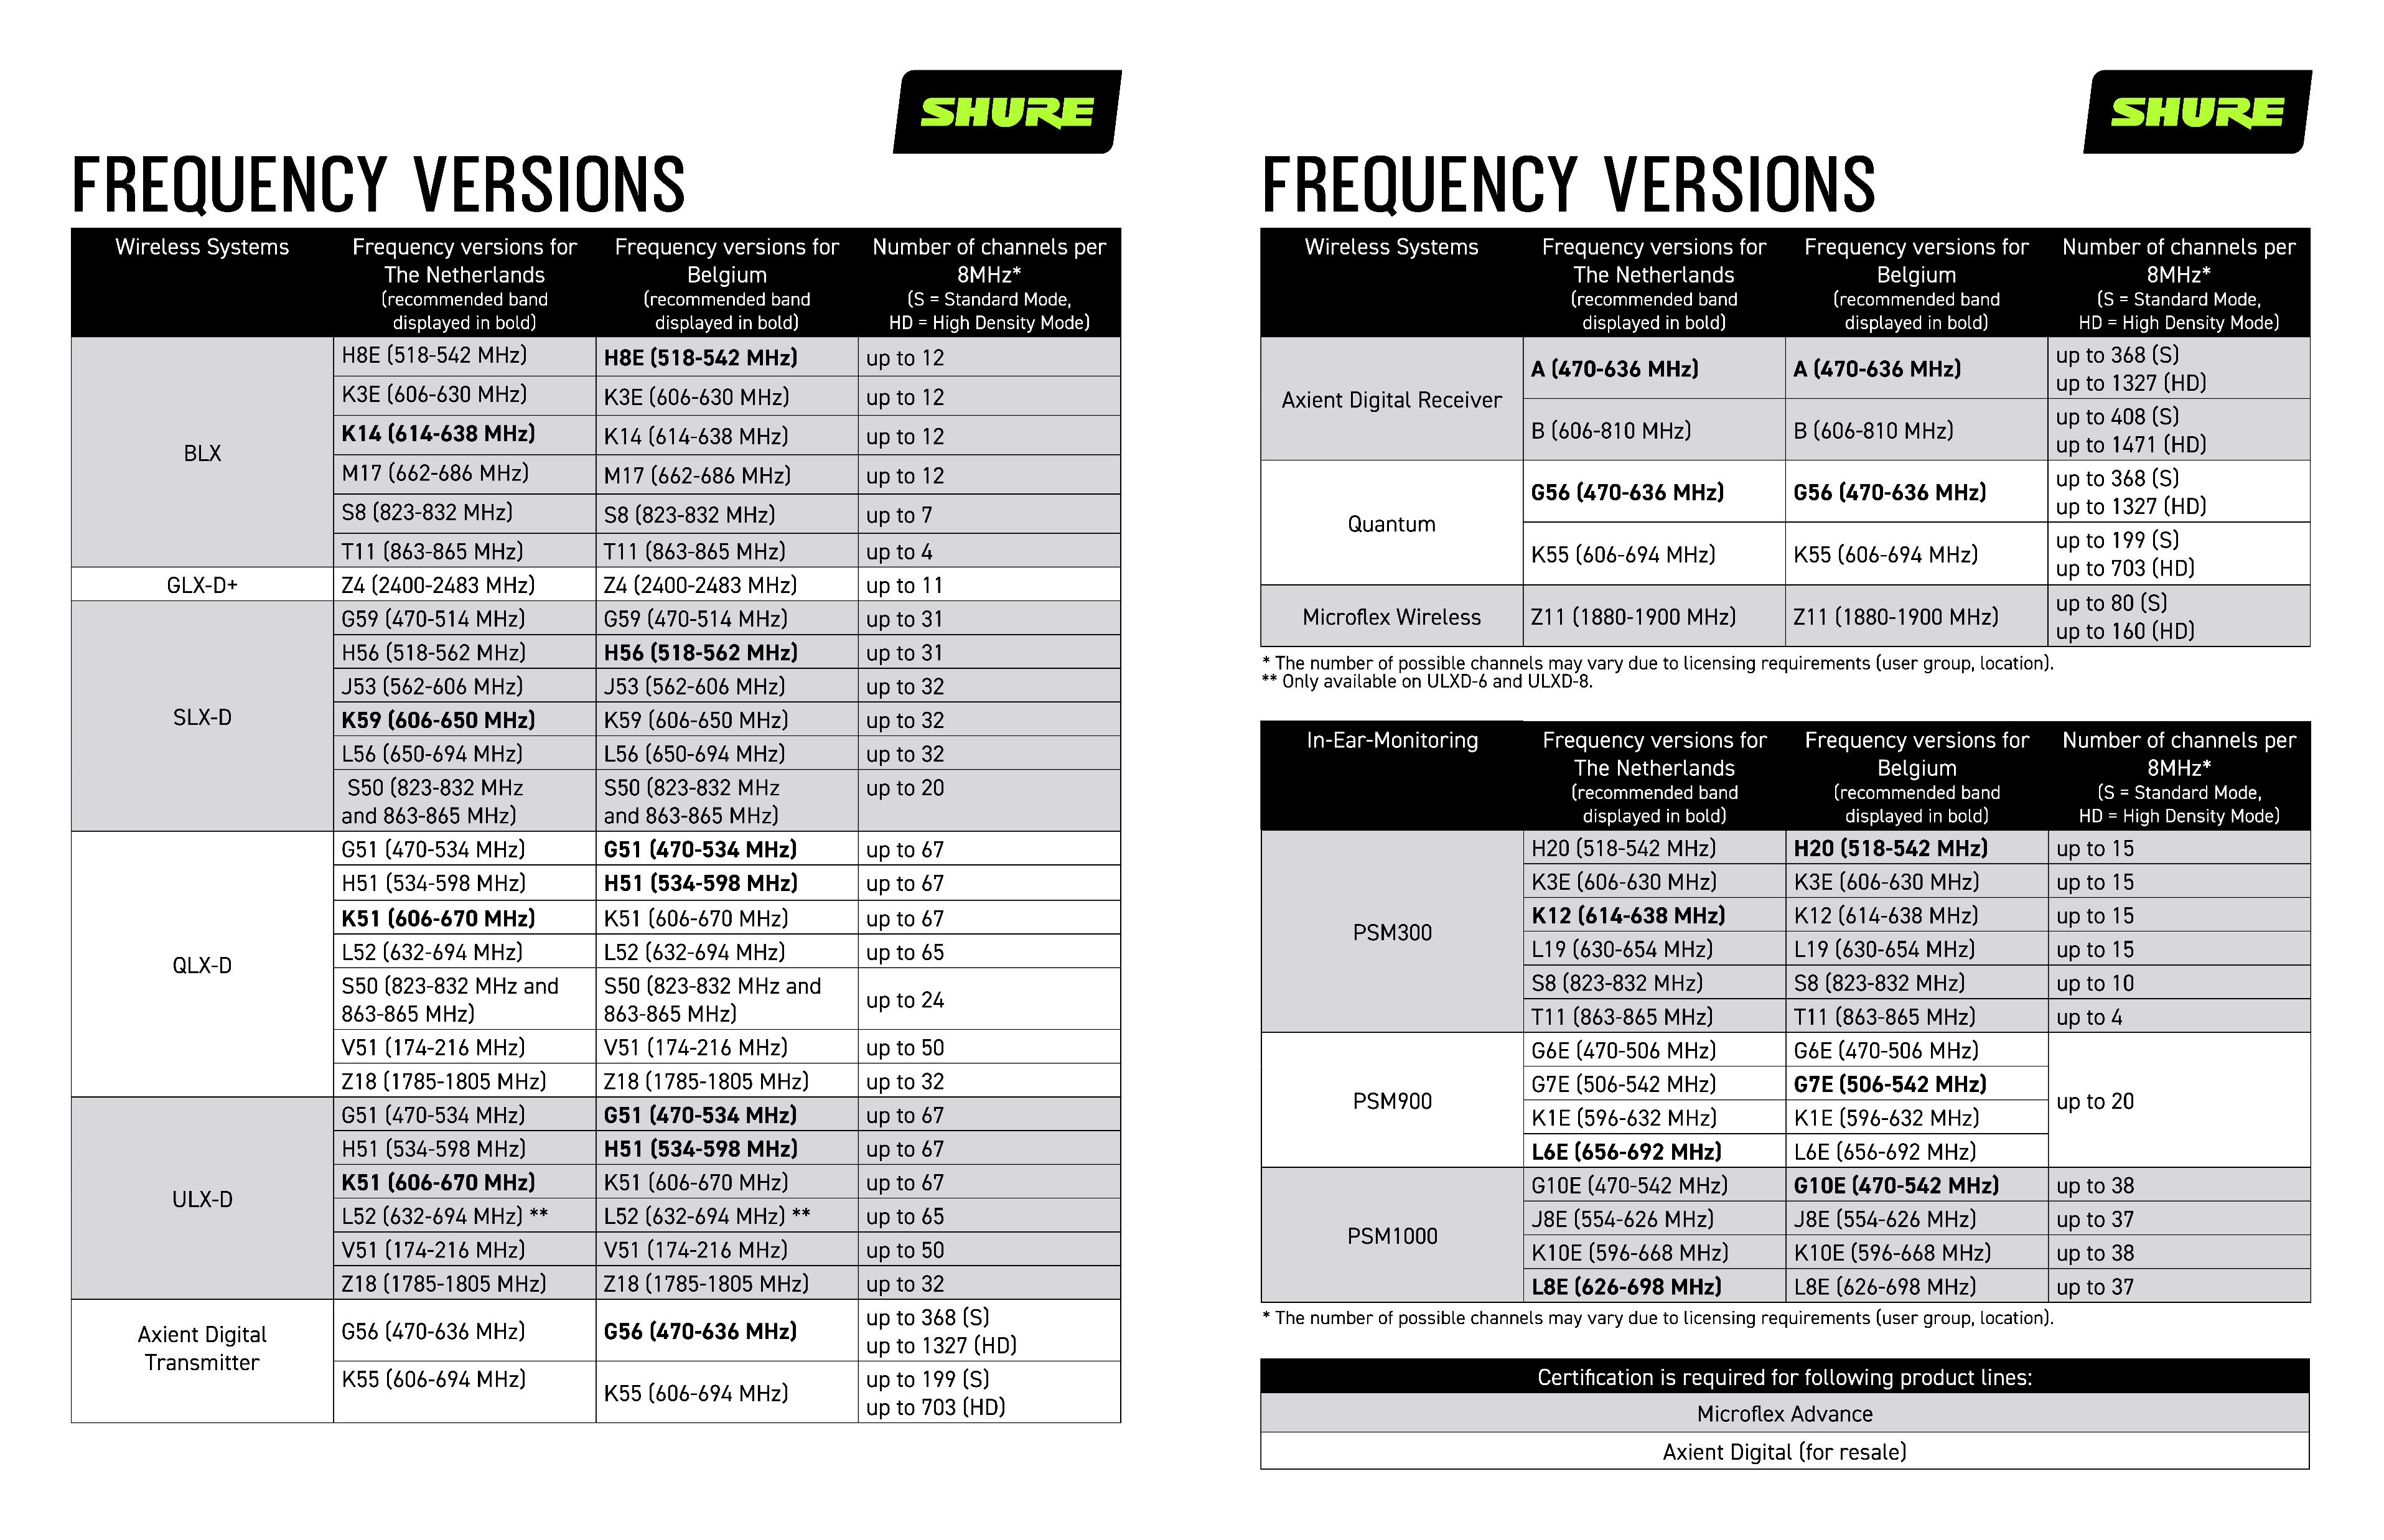 SHURE
FREQUENCY VERSIONS
Wireless Systems
Frequency versions for
The Netherlands
(recommended band
displayed in bold)
Frequency versions for
Belgium
(recommended band
displayed in bold)
Number of channels per
8MHz*
(S = Standard Mode,
HD = High Density Mode)
BLX
H8E (518-542 MHz) H8E (518-542 MHz) up to 12
K3E (606-630 MHz) K3E (606-630 MHz) up to 12
K14 (614-638 MHz) K14 (614-638 MHz) up to 12
M17 (662-686 MHz) M17 (662-686 MHz) up to 12
S8 (823-832 MHz) S8 (823-832 MHz) up to 7
T11 (863-865 MHz) T11 (863-865 MHz) up to 4
GLX-D+ Z4 (2400-2483 MHz) Z4 (2400-2483 MHz) up to 11
SLX-D
G59 (470-514 MHz) G59 (470-514 MHz) up to 31
H56 (518-562 MHz) H56 (518-562 MHz) up to 31
J53 (562-606 MHz) J53 (562-606 MHz) up to 32
K59 (606-650 MHz) K59 (606-650 MHz) up to 32
L56 (650-694 MHz) L56 (650-694 MHz) up to 32
S50 (823-832 MHz
and 863-865 MHz)
S50 (823-832 MHz
and 863-865 MHz)
up to 20
QLX-D
G51 (470-534 MHz) G51 (470-534 MHz) up to 67
H51 (534-598 MHz) H51 (534-598 MHz) up to 67
K51 (606-670 MHz) K51 (606-670 MHz) up to 67
L52 (632-694 MHz) L52 (632-694 MHz) up to 65
S50 (823-832 MHz and
863-865 MHz)
S50 (823-832 MHz and
863-865 MHz)
up to 24
V51 (174-216 MHz) V51 (174-216 MHz) up to 50
Z18 (1785-1805 MHz) Z18 (1785-1805 MHz) up to 32
ULX-D
G51 (470-534 MHz) G51 (470-534 MHz) up to 67
H51 (534-598 MHz) H51 (534-598 MHz) up to 67
K51 (606-670 MHz) K51 (606-670 MHz) up to 67
L52 (632-694 MHz) ** L52 (632-694 MHz) ** up to 65
V51 (174-216 MHz) V51 (174-216 MHz) up to 50
Z18 (1785-1805 MHz) Z18 (1785-1805 MHz) up to 32
Axient Digital
Transmitter
G56 (470-636 MHz) G56 (470-636 MHz) up to 368 (S)
up to 1327 (HD)
K55 (606-694 MHz) K55 (606-694 MHz) up to 199 (S)
up to 703 (HD)
SHURE
FREQUENCY VERSIONS
Wireless Systems
Frequency versions for
The Netherlands
(recommended band
displayed in bold)
Frequency versions for
Belgium
(recommended band
displayed in bold)
Number of channels per
8MHz*
(S = Standard Mode,
HD = High Density Mode)
Axient Digital Receiver
A (470-636 MHz) A (470-636 MHz) up to 368 (S)
up to 1327 (HD)
B (606-810 MHz) B (606-810 MHz) up to 408 (S)
up to 1471 (HD)
Quantum
G56 (470-636 MHz) G56 (470-636 MHz) up to 368 (S)
up to 1327 (HD)
K55 (606-694 MHz) K55 (606-694 MHz) up to 199 (S)
up to 703 (HD)
Microflex Wireless Z11 (1880-1900 MHz) Z11 (1880-1900 MHz) up to 80 (S)
up to 160 (HD)
* The number of possible channels may vary due to licensing requirements (user group, location).
** Only available on ULXD-6 and ULXD-8.
In-Ear-Monitoring
Frequency versions for
The Netherlands
(recommended band
displayed in bold)
Frequency versions for
Belgium
(recommended band
displayed in bold)
Number of channels per
8MHz*
(S = Standard Mode,
HD = High Density Mode)
PSM300
H20 (518-542 MHz) H20 (518-542 MHz) up to 15
K3E (606-630 MHz) K3E (606-630 MHz) up to 15
K12 (614-638 MHz) K12 (614-638 MHz) up to 15
L19 (630-654 MHz) L19 (630-654 MHz) up to 15
S8 (823-832 MHz) S8 (823-832 MHz) up to 10
T11 (863-865 MHz) T11 (863-865 MHz) up to 4
PSM900
G6E (470-506 MHz) G6E (470-506 MHz)
G7E (506-542 MHz) G7E (506-542 MHz)
up to 20
K1E (596-632 MHz) K1E (596-632 MHz)
L6E (656-692 MHz) L6E (656-692 MHz)
PSM1000
G10E (470-542 MHz) G10E (470-542 MHz) up to 38
J8E (554-626 MHz) J8E (554-626 MHz) up to 37
K10E (596-668 MHz) K10E (596-668 MHz) up to 38
L8E (626-698 MHz) L8E (626-698 MHz) up to 37
* The number of possible channels may vary due to licensing requirements (user group, location).
Certification is required for following product lines:
Microflex Advance
Axient Digital (for resale)